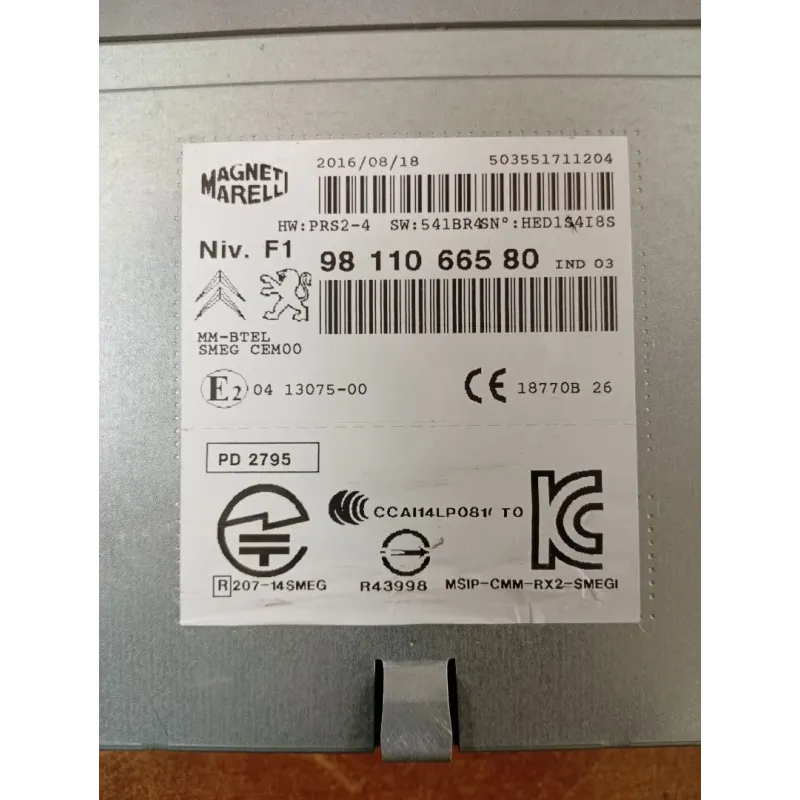 MAGNETI MARELLI
2016/08/18 503551711204
HW:PRS2-4 SW:541BR4SN°:HED1S4I8S
Niv. F1
98 110 665 80 IND 03
MM-BTEL
SMEG CEM00
E2 04 13075-00 CE 18770B 26
PD 2795
CCAI14LP081 TO
R 207-14SMEG R43998 MSIP-CMM-RX2-SMEGI